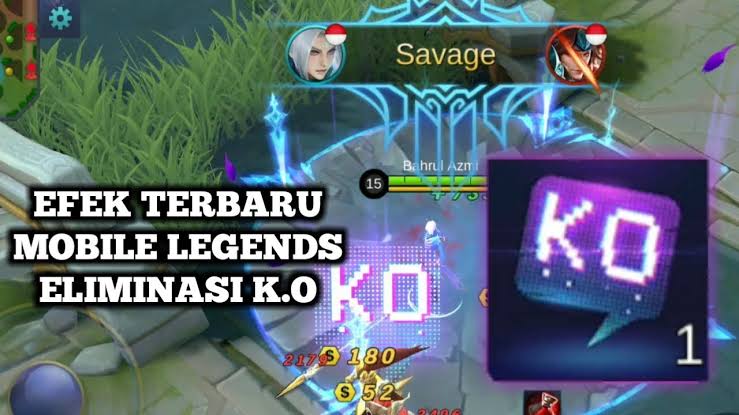 Savage
Bahrul Azmi
15
EFEK TERBARU
MOBILE LEGENDS
ELIMINASI K.O
KO
KO
1
180
52